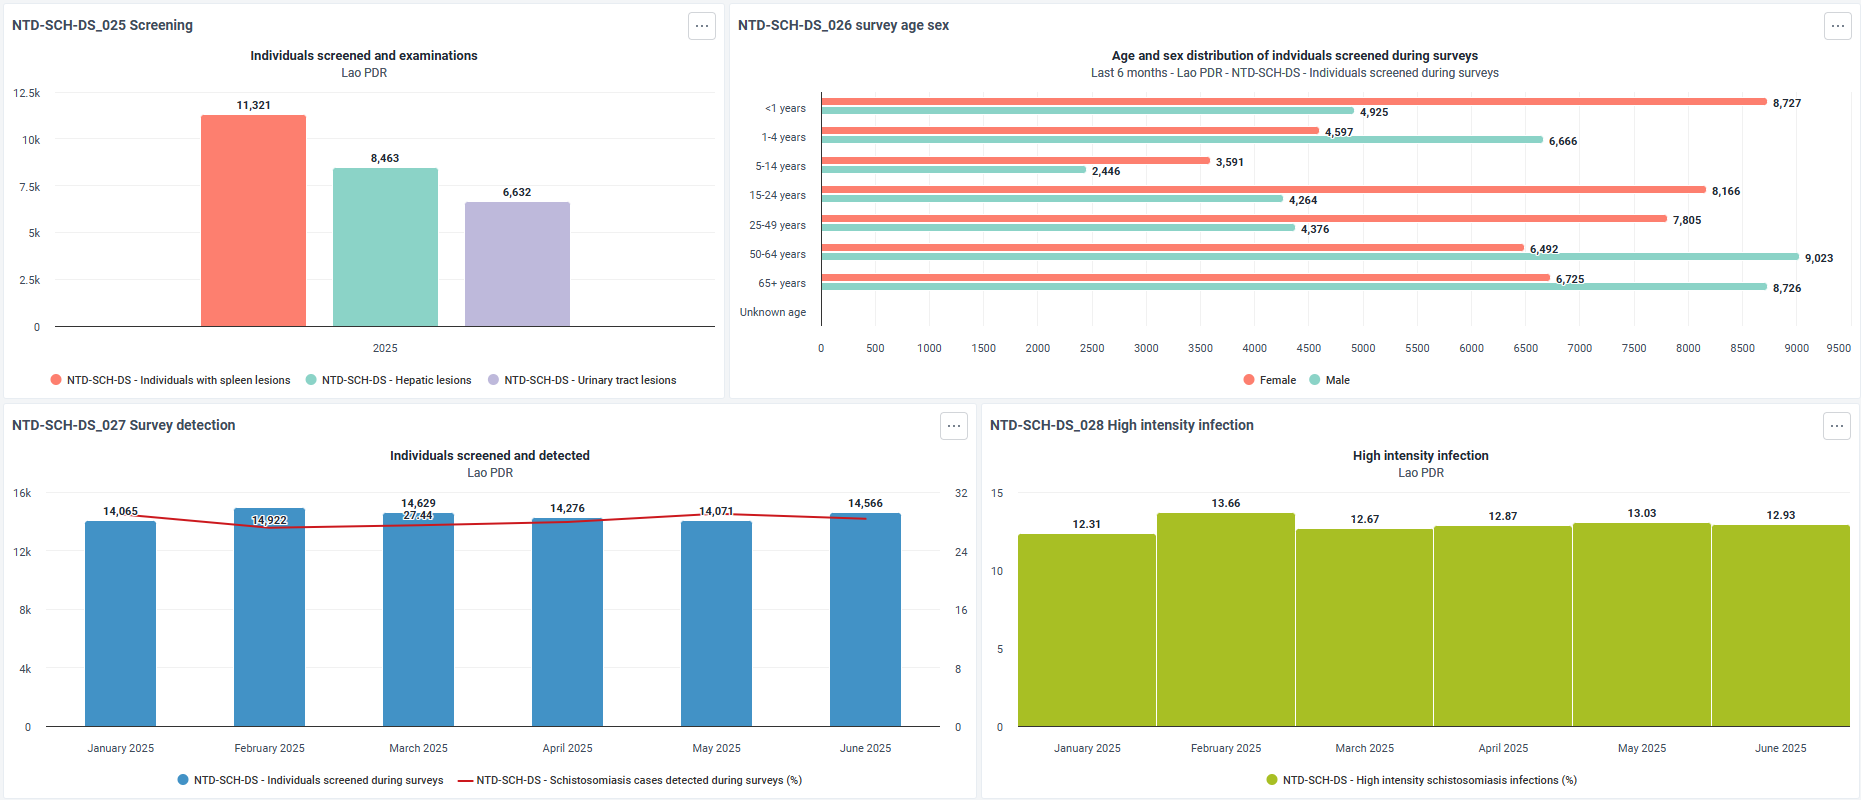 NTD-SCH-DS_025 Screening
Individuals screened and examinations
Lao PDR
12.5k
10k
7.5k
5k
2.5k
0
11,321
8,463
6,632
2025
NTD-SCH-DS - Individuals with spleen lesions
NTD-SCH-DS - Hepatic lesions
NTD-SCH-DS - Urinary tract lesions
NTD-SCH-DS_026 survey age sex
Age and sex distribution of indviduals screened during surveys
Last 6 months - Lao PDR - NTD-SCH-DS - Individuals screened during surveys
<1 years
8,727
4,925
1-4 years
4,597
6,666
5-14 years
3,591
2,446
15-24 years
8,166
4,264
25-49 years
7,805
4,376
50-64 years
6,492
9,023
65+ years
6,725
8,726
Unknown age
0 500 1000 1500 2000 2500 3000 3500 4000 4500 5000 5500 6000 6500 7000 7500 8000 8500 9000 9500
Female Male
NTD-SCH-DS_027 Survey detection
Individuals screened and detected
Lao PDR
16k
12k
8k
4k
0
14,065
14,922
14,629
27.44
14,276
14,071
14,566
32
24
16
8
0
January 2025 February 2025 March 2025 April 2025 May 2025 June 2025
NTD-SCH-DS - Individuals screened during surveys
NTD-SCH-DS - Schistosomiasis cases detected during surveys (%)
NTD-SCH-DS_028 High intensity infection
High intensity infection
Lao PDR
15
10
5
0
12.31
13.66
12.67
12.87
13.03
12.93
January 2025 February 2025 March 2025 April 2025 May 2025 June 2025
NTD-SCH-DS - High intensity schistosomiasis infections (%)